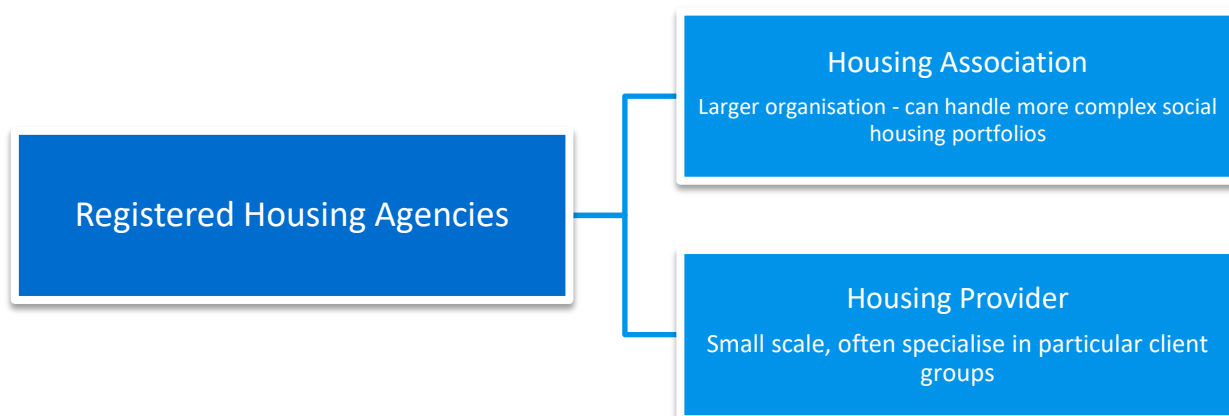 Registered Housing Agencies
Housing Association
Larger organisation - can handle more complex social
housing portfolios
Housing Provider
Small scale, often specialise in particular client
groups